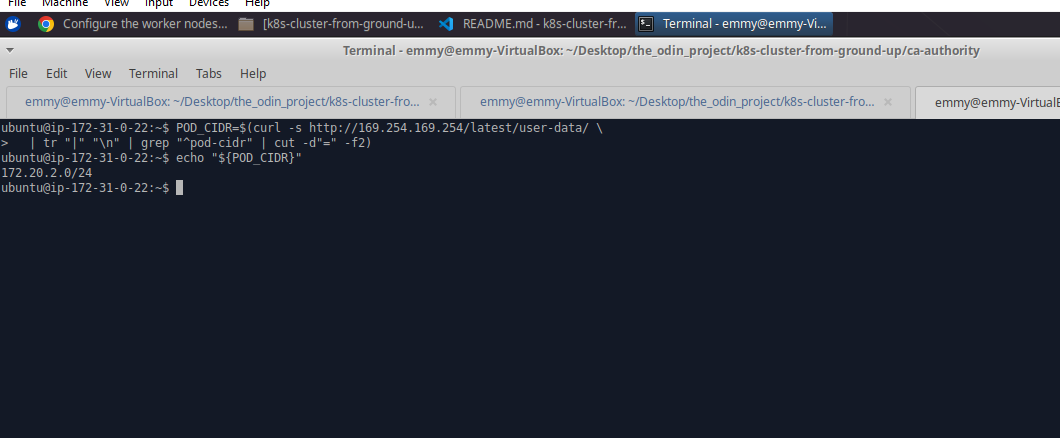 File Machine View Input Devices Help
Configure the worker nodes... [k8s-cluster-from-ground-u... README.md - k8s-cluster-fr... Terminal - emmy@emmy-Vi...
Terminal - emmy@emmy-VirtualBox: ~/Desktop/the_odin_project/k8s-cluster-from-ground-up/ca-authority
File Edit View Terminal Tabs Help
emmy@emmy-VirtualBox: ~/Desktop/the_odin_project/k8s-cluster-fro... × emmy@emmy-VirtualBox: ~/Desktop/the_odin_project/k8s-cluster-fro... × emmy@emmy-VirtualB
ubuntu@ip-172-31-0-22:~$ POD_CIDR=$(curl -s http://169.254.169.254/latest/user-data/ \
>   | tr "|" "\n" | grep "^pod-cidr" | cut -d"=" -f2)
ubuntu@ip-172-31-0-22:~$ echo "${POD_CIDR}"
172.20.2.0/24
ubuntu@ip-172-31-0-22:~$